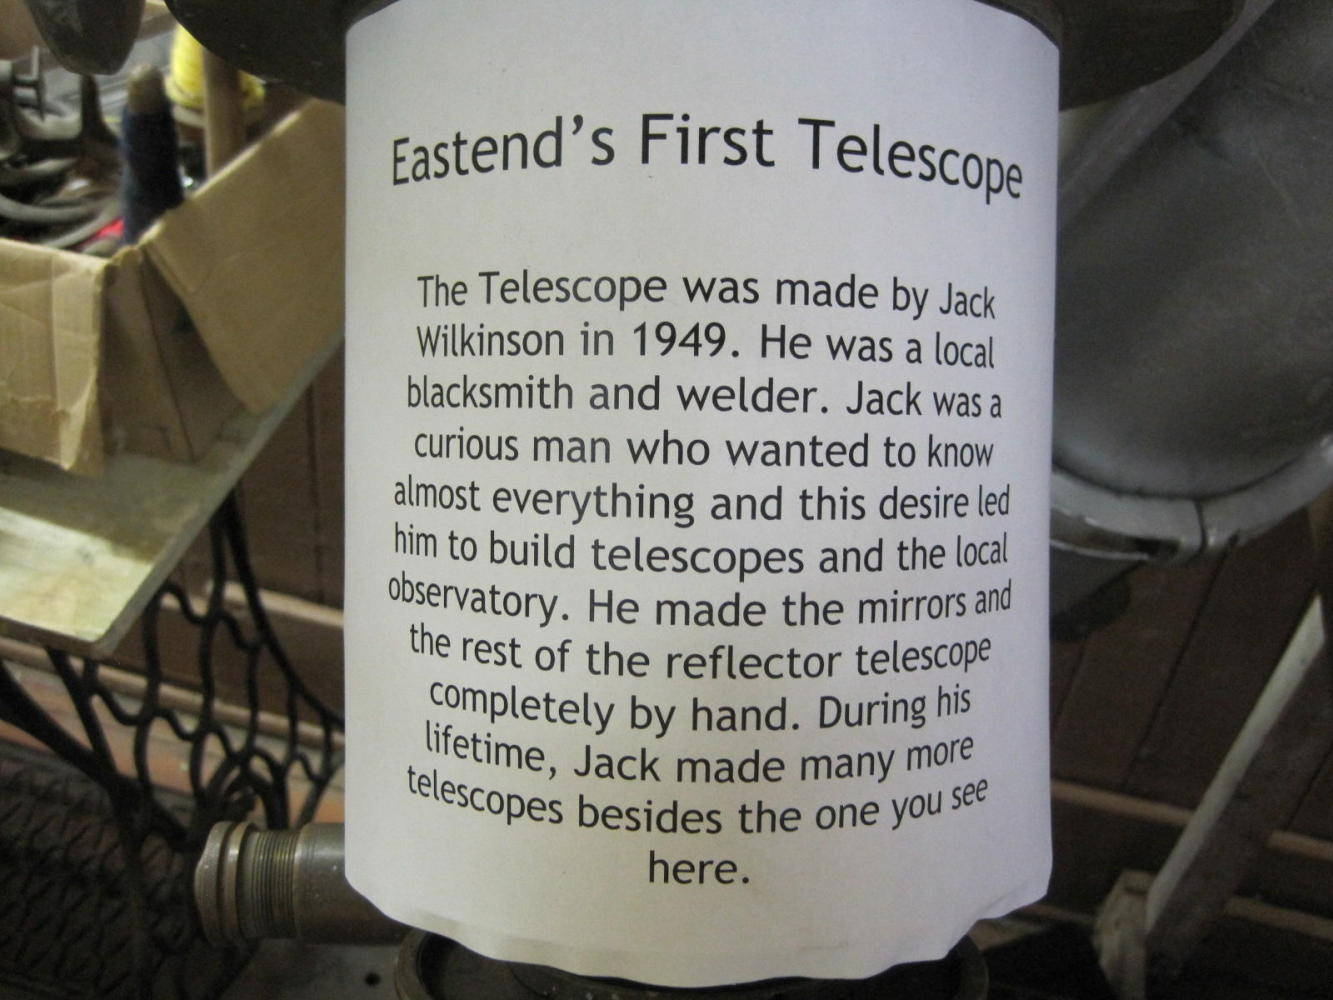 Eastend's First Telescope
The Telescope was made by Jack
Wilkinson in 1949. He was a local
blacksmith and welder. Jack was a
curious man who wanted to know
almost everything and this desire led
him to build telescopes and the local
observatory. He made the mirrors and
the rest of the reflector telescope
completely by hand. During his
lifetime, Jack made many more
telescopes besides the one you see
here.